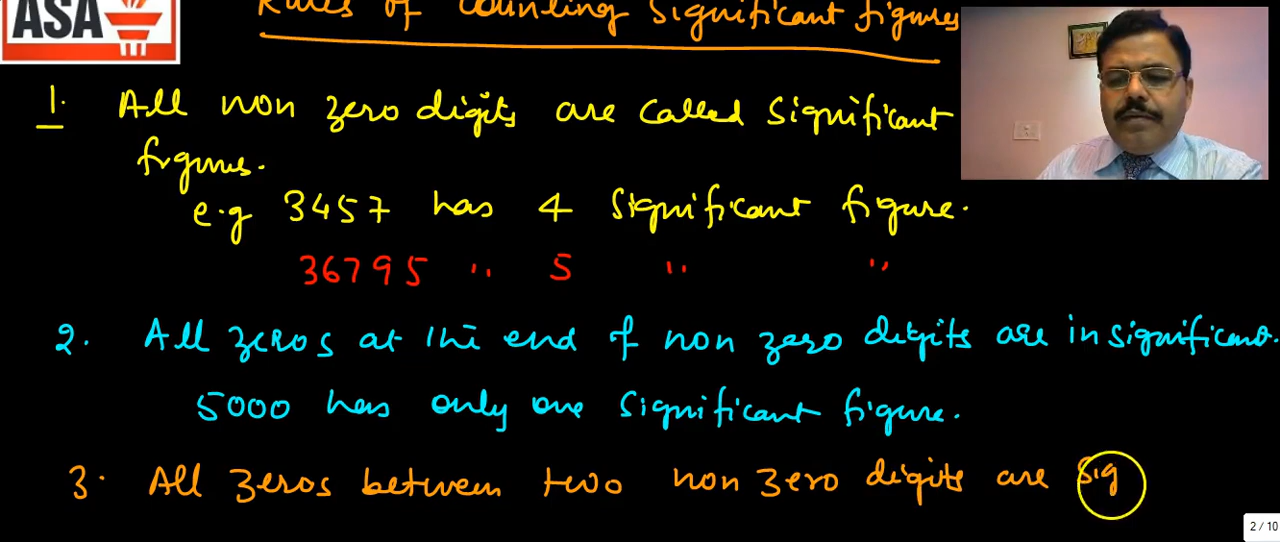 ASA
Rules of Counting Significant figures
1. All non zero digits are called Significant
figures.
e.g 3457 has 4 Significant figure.
36795 " 5 " "
2. All zeros at the end of non zero digits are insignificant.
5000 has only one significant figure.
3. All zeros between two non zero digits are sig
2 / 10